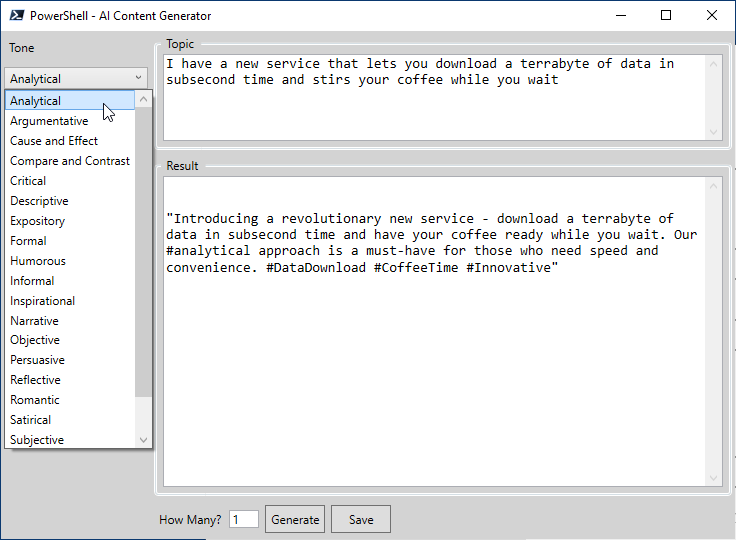 PowerShell - AI Content Generator
Tone
Analytical
Analytical
Argumentative
Cause and Effect
Compare and Contrast
Critical
Descriptive
Expository
Formal
Humorous
Informal
Inspirational
Narrative
Objective
Persuasive
Reflective
Romantic
Satirical
Subjective
Topic
I have a new service that lets you download a terrabyte of data in
subsecond time and stirs your coffee while you wait
Result
"Introducing a revolutionary new service - download a terrabyte of
data in subsecond time and have your coffee ready while you wait. Our
#analytical approach is a must-have for those who need speed and
convenience. #DataDownload #CoffeeTime #Innovative"
How Many? 1 Generate Save